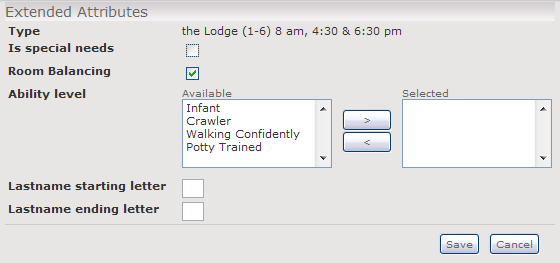 Extended Attributes
Type the Lodge (1-6) 8 am, 4:30 & 6:30 pm
Is special needs
Room Balancing
Ability level Available Selected
Infant
Crawler >
Walking Confidently
Potty Trained <
Lastname starting letter
Lastname ending letter
Save Cancel